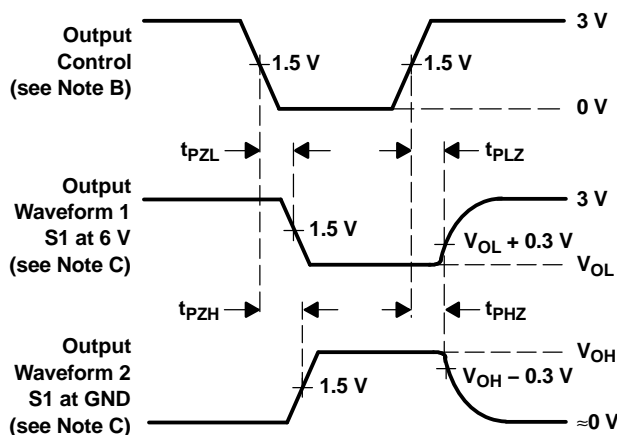 Output
Control
(see Note B)
3 V
1.5 V
1.5 V
0 V
tPZL
tPLZ
Output
Waveform 1
S1 at 6 V
(see Note C)
3 V
1.5 V
VOL + 0.3 V
VOL
tPZH
tPHZ
Output
Waveform 2
S1 at GND
(see Note C)
VOH
1.5 V
VOH − 0.3 V
≈0 V